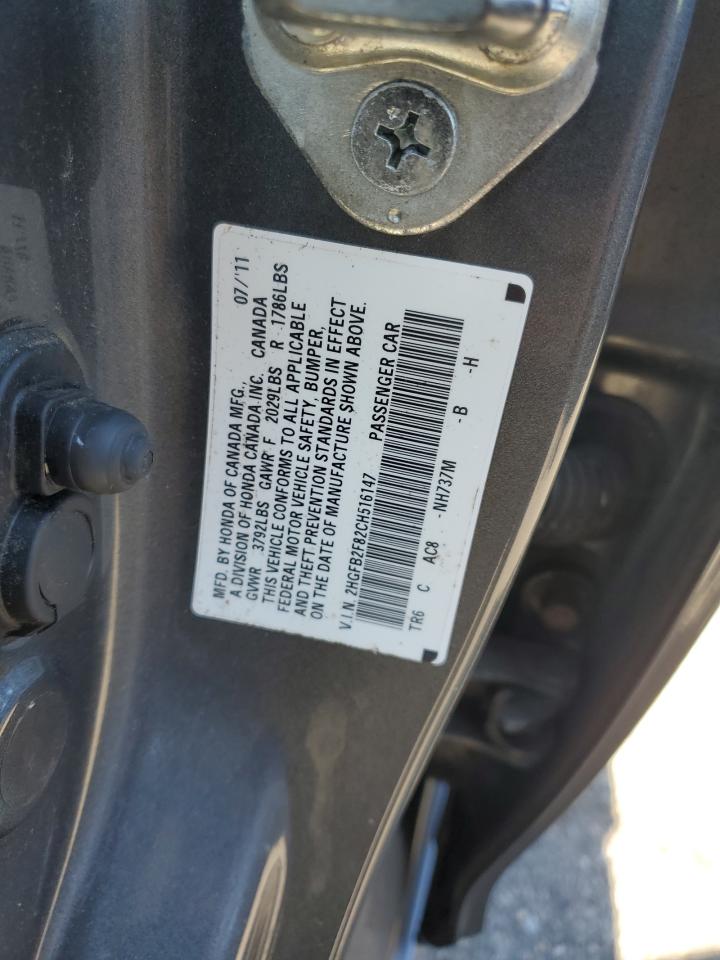 MFD. BY HONDA OF CANADA MFG., 07/'11
A DIVISION OF HONDA CANADA INC. CANADA
GVWR 3792LBS GAWR F 2029LBS R 1786LBS
THIS VEHICLE CONFORMS TO ALL APPLICABLE
FEDERAL MOTOR VEHICLE SAFETY, BUMPER,
AND THEFT PREVENTION STANDARDS IN EFFECT
ON THE DATE OF MANUFACTURE SHOWN ABOVE.
V.I.N. 2HGFB2F82CH516147 PASSENGER CAR
TR6 C AC8 -NH737M -B -H